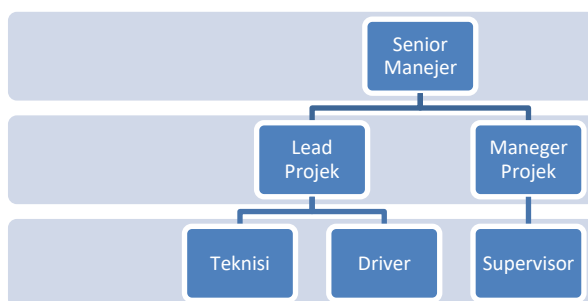 Senior
Manejer
Lead
Projek
Maneger
Projek
Teknisi
Driver
Supervisor